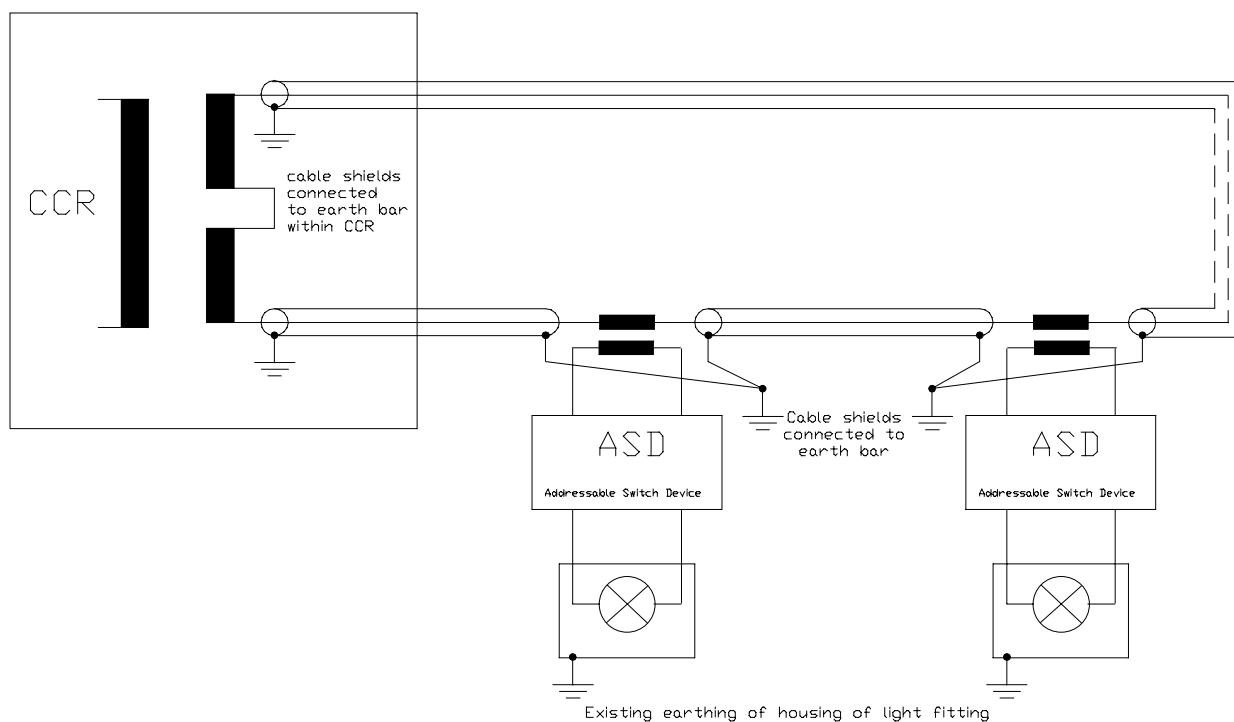 CCR
cable shields
connected
to earth bar
within CCR
Cable shields
connected to
earth bar
ASD
Addressable Switch Device
ASD
Addressable Switch Device
Existing earthing of housing of light fitting